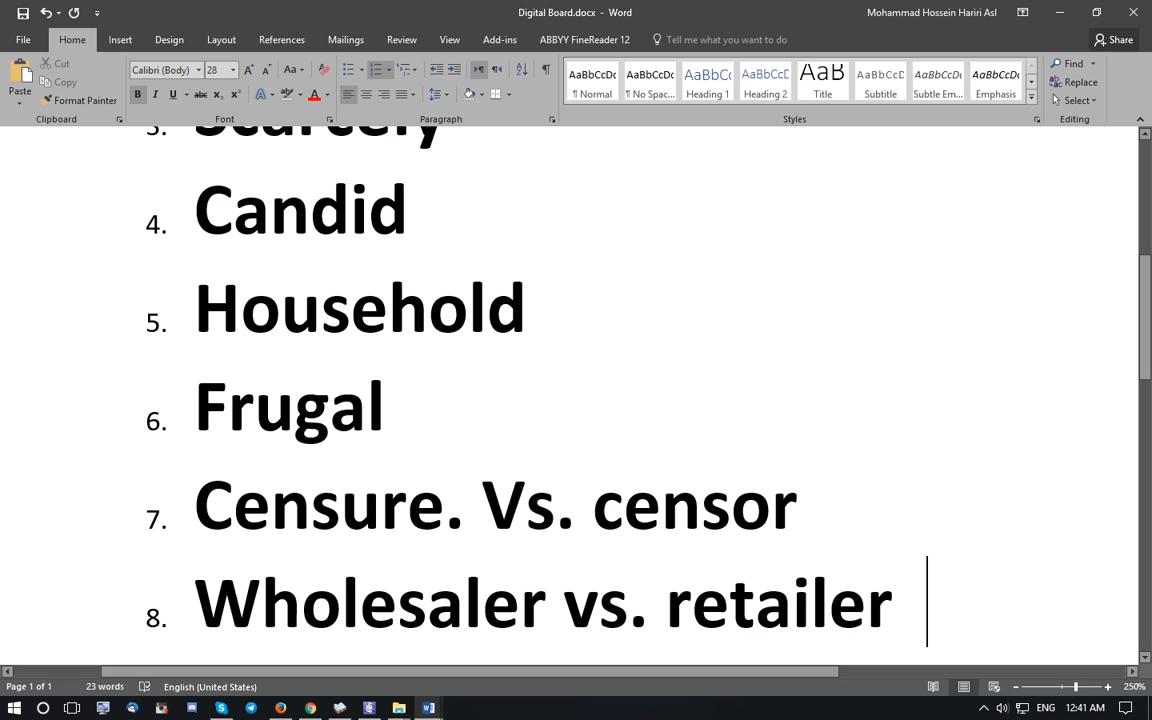 Digital Board.docx - Word
Mohammad Hossein Hariri Asl
File Home Insert Design Layout References Mailings Review View Add-ins ABBYY FineReader 12 Tell me what you want to do Share
Cut
Copy
Format Painter
Paste
Calibri (Body) 28
AaBbCcDc AaBbCcDc AaBbCc AaBbCcDc AaB AaBbCcDc AaBbCcDc AaBbCcDc
¶ Normal ¶ No Spac... Heading 1 Heading 2 Title Subtitle Subtle Em... Emphasis
Find
Replace
Select
Clipboard Font Paragraph Styles Editing
3. Scarcely
4. Candid
5. Household
6. Frugal
7. Censure. Vs. censor
8. Wholesaler vs. retailer
Page 1 of 1 23 words English (United States) 250%
ENG 12:41 AM